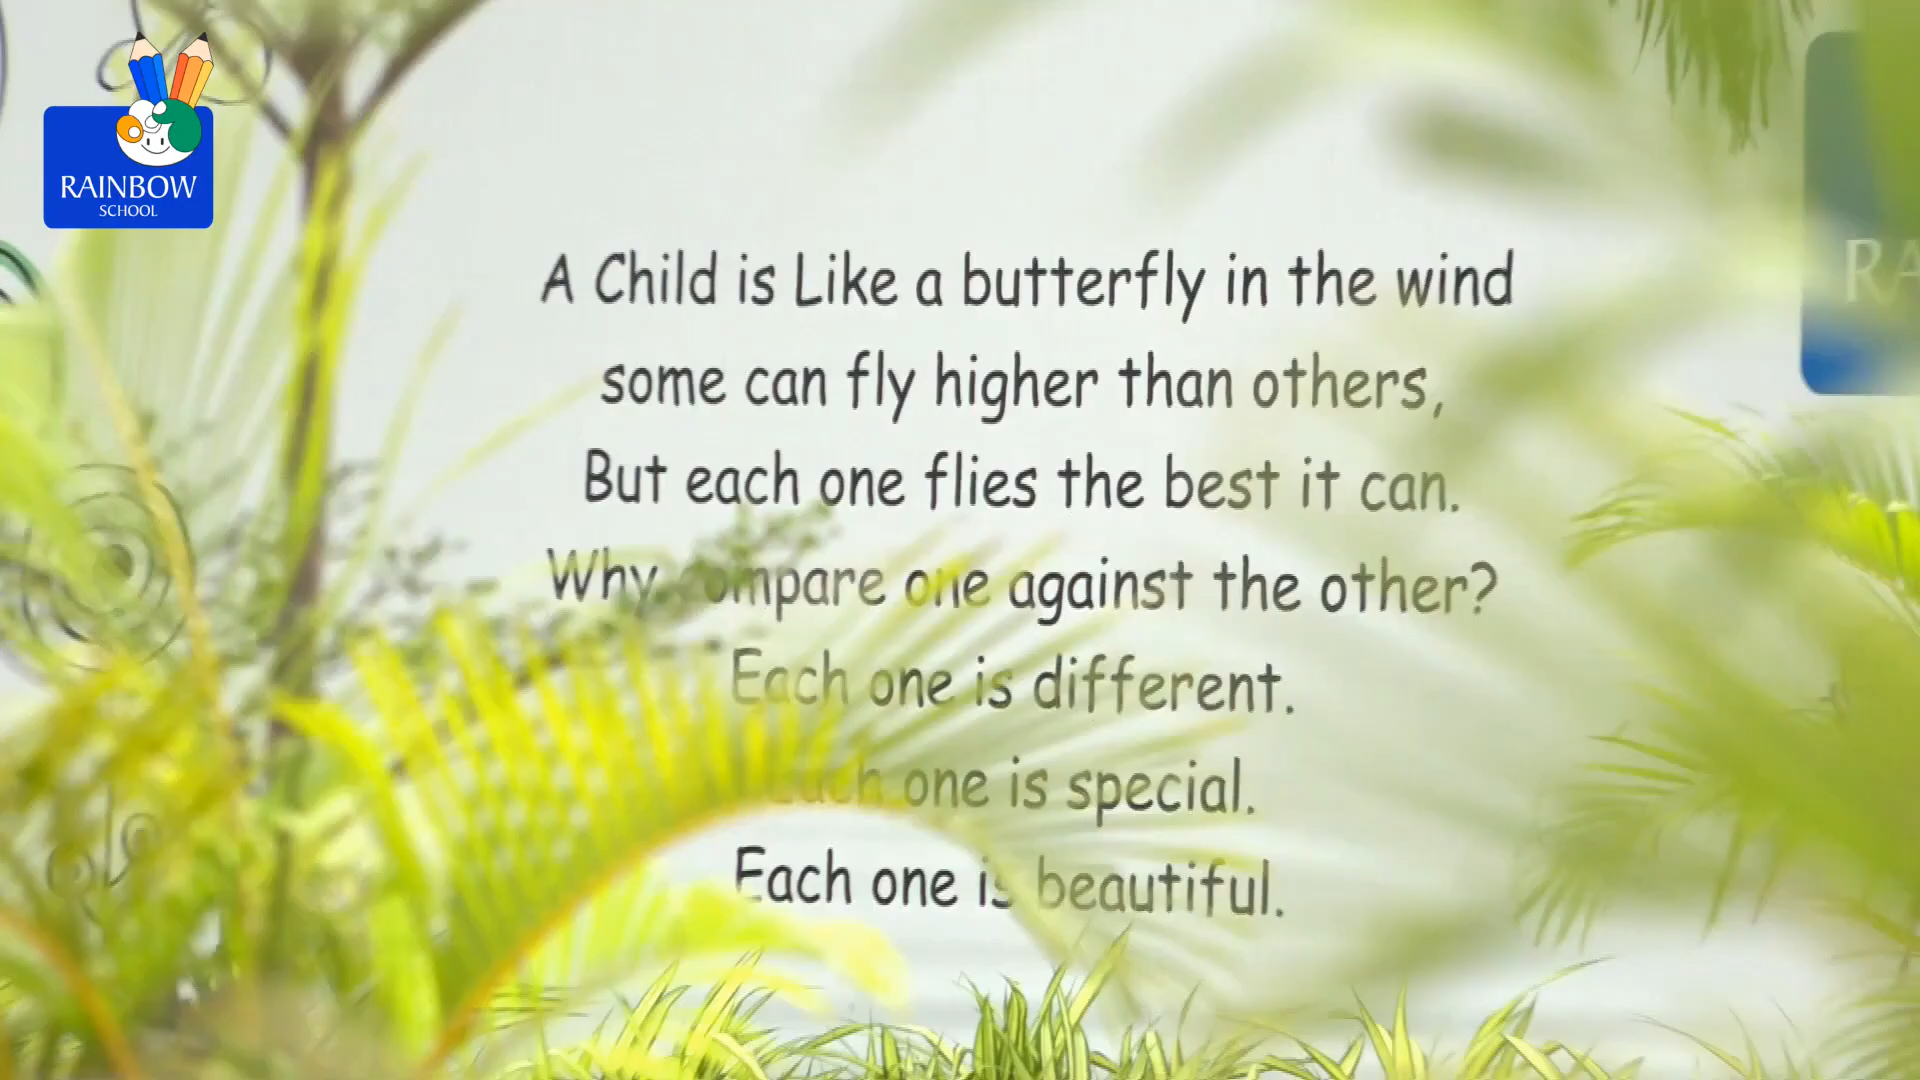 RAINBOW
SCHOOL
A Child is Like a butterfly in the wind
some can fly higher than others,
But each one flies the best it can.
Why compare one against the other?
Each one is different.
Each one is special.
Each one is beautiful.
RA